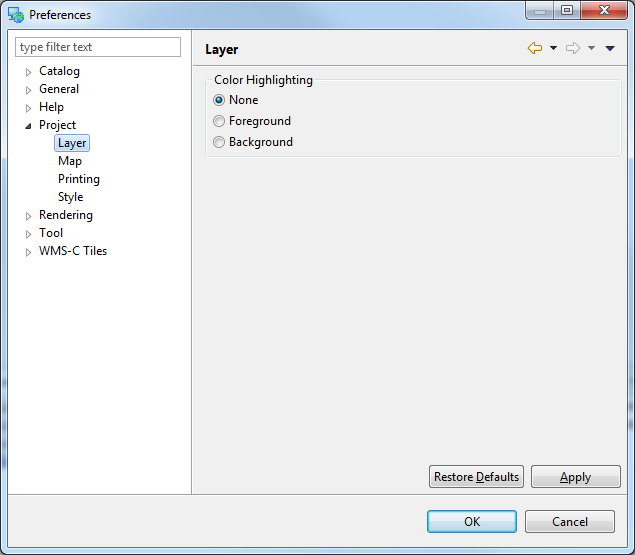 Preferences
type filter text
Catalog
General
Help
Project
Layer
Map
Printing
Style
Rendering
Tool
WMS-C Tiles
Layer
Color Highlighting
None
Foreground
Background
Restore Defaults Apply
OK Cancel